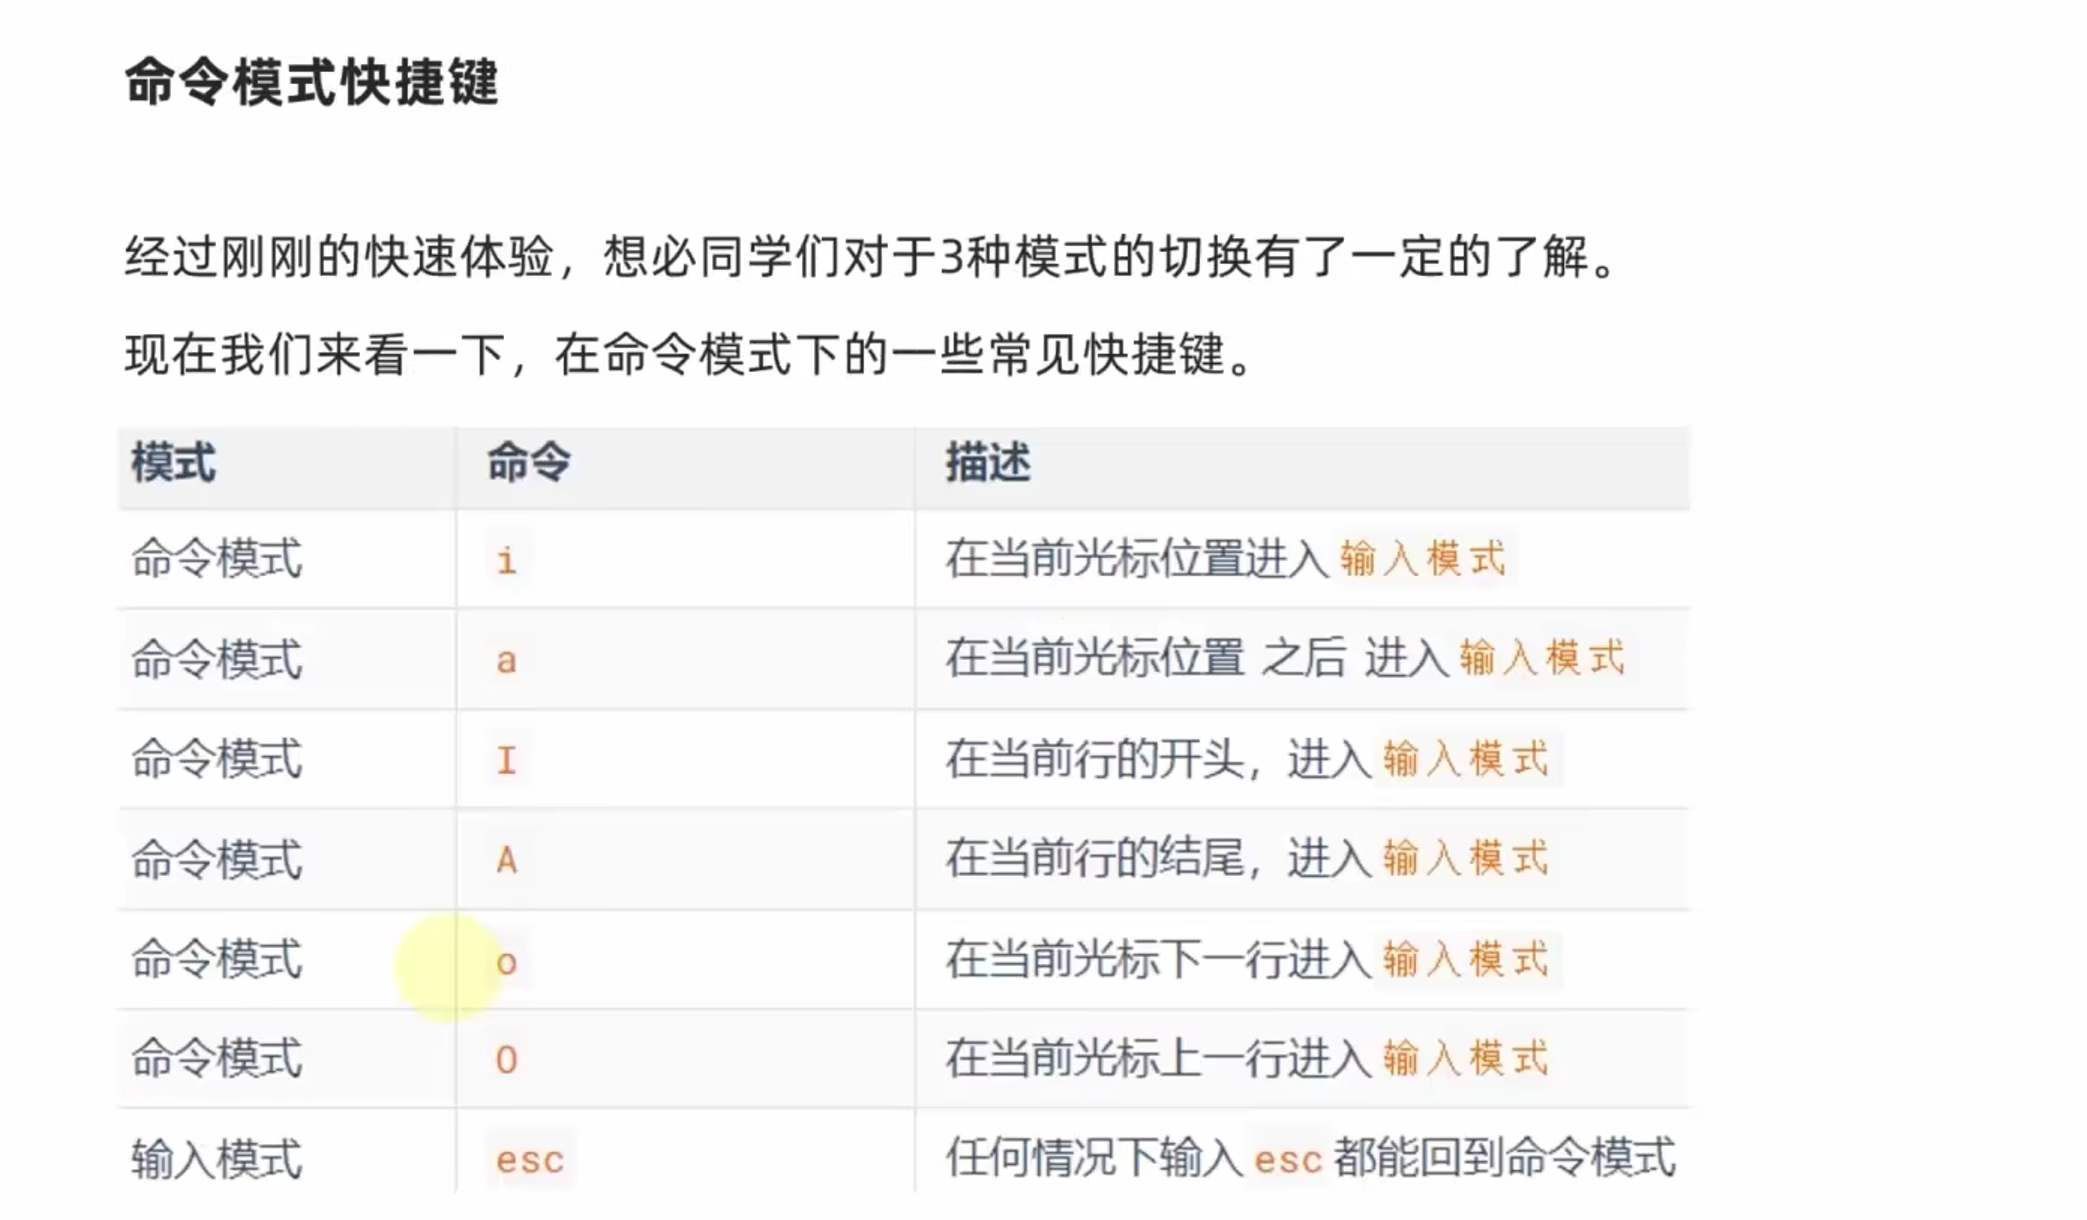 命令模式快捷键
经过刚刚的快速体验，想必同学们对于3种模式的切换有了一定的了解。
现在我们来看一下，在命令模式下的一些常见快捷键。
模式 命令 描述
命令模式 i 在当前光标位置进入 输入模式
命令模式 a 在当前光标位置 之后 进入 输入模式
命令模式 I 在当前行的开头，进入 输入模式
命令模式 A 在当前行的结尾，进入 输入模式
命令模式 o 在当前光标下一行进入 输入模式
命令模式 O 在当前光标上一行进入 输入模式
输入模式 esc 任何情况下输入 esc 都能回到命令模式